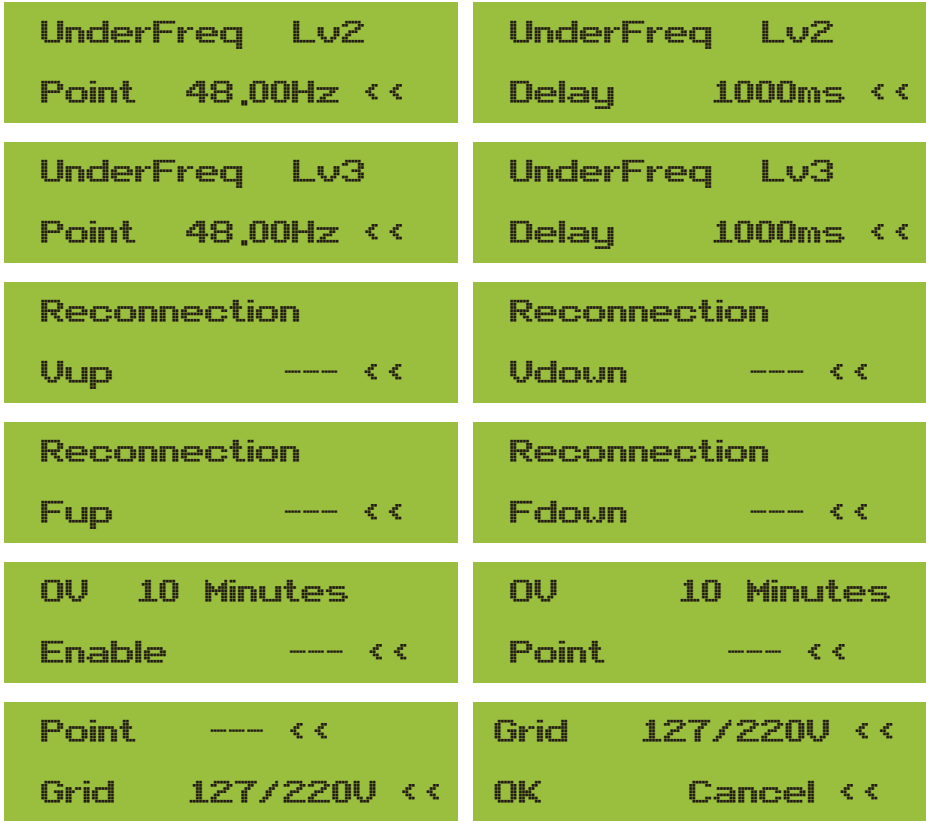 UnderFreq Lv2
Point 48.00Hz <<
UnderFreq Lv2
Delay 1000ms <<
UnderFreq Lv3
Point 48.00Hz <<
UnderFreq Lv3
Delay 1000ms <<
Reconnection
Vup --- <<
Reconnection
Vdown --- <<
Reconnection
Fup --- <<
Reconnection
Fdown --- <<
OV 10 Minutes
Enable --- <<
OV 10 Minutes
Point --- <<
Point --- <<
Grid 127/220V <<
Grid 127/220V <<
OK Cancel <<